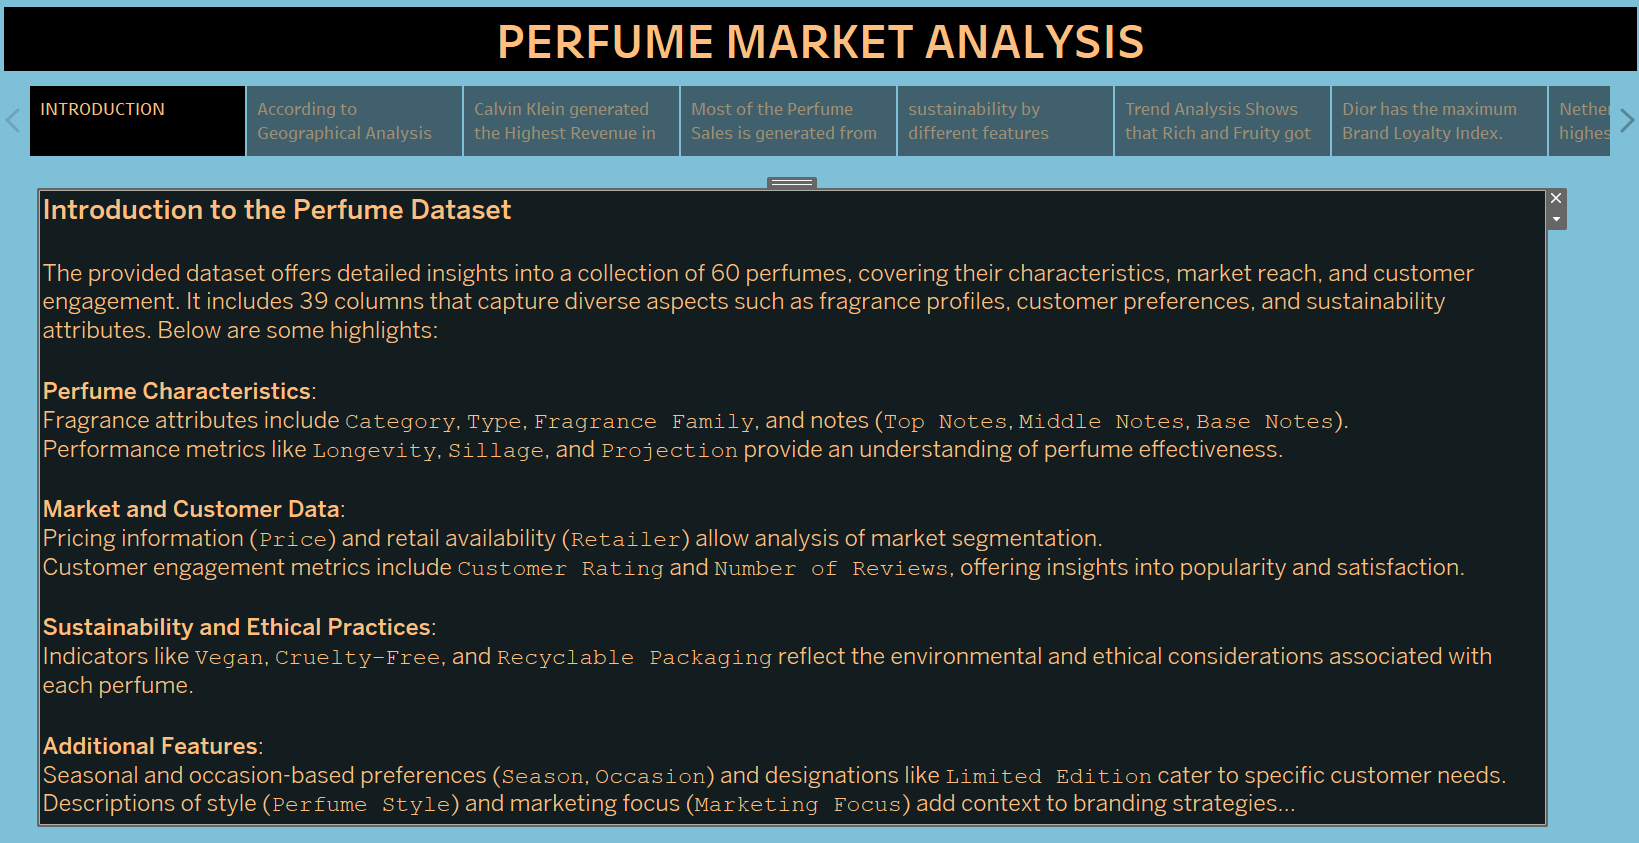 PERFUME MARKET ANALYSIS
INTRODUCTION
According to
Geographical Analysis
Calvin Klein generated
the Highest Revenue in
Most of the Perfume
Sales is generated from
sustainability by
different features
Trend Analysis Shows
that Rich and Fruity got
Dior has the maximum
Brand Loyalty Index.
Introduction to the Perfume Dataset
The provided dataset offers detailed insights into a collection of 60 perfumes, covering their characteristics, market reach, and customer
engagement. It includes 39 columns that capture diverse aspects such as fragrance profiles, customer preferences, and sustainability
attributes. Below are some highlights:
Perfume Characteristics:
Fragrance attributes include Category, Type, Fragrance Family, and notes (Top Notes, Middle Notes, Base Notes).
Performance metrics like Longevity, Sillage, and Projection provide an understanding of perfume effectiveness.
Market and Customer Data:
Pricing information (Price) and retail availability (Retailer) allow analysis of market segmentation.
Customer engagement metrics include Customer Rating and Number of Reviews, offering insights into popularity and satisfaction.
Sustainability and Ethical Practices:
Indicators like Vegan, Cruelty-Free, and Recyclable Packaging reflect the environmental and ethical considerations associated with
each perfume.
Additional Features:
Seasonal and occasion-based preferences (Season, Occasion) and designations like Limited Edition cater to specific customer needs.
Descriptions of style (Perfume Style) and marketing focus (Marketing Focus) add context to branding strategies...